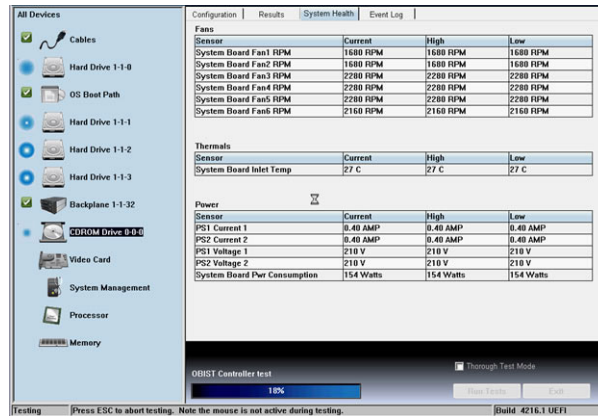 All Devices
Cables
Hard Drive 1-1-0
OS Boot Path
Hard Drive 1-1-1
Hard Drive 1-1-2
Hard Drive 1-1-3
Backplane 1-1-32
CDROM Drive 0-0-0
Video Card
System Management
Processor
Memory
Configuration Results System Health Event Log
Fans
Sensor Current High Low
System Board Fan1 RPM 1680 RPM 1680 RPM 1680 RPM
System Board Fan2 RPM 1680 RPM 1680 RPM 1680 RPM
System Board Fan3 RPM 2280 RPM 2280 RPM 2280 RPM
System Board Fan4 RPM 2280 RPM 2280 RPM 2280 RPM
System Board Fan5 RPM 2280 RPM 2280 RPM 2280 RPM
System Board Fan6 RPM 2160 RPM 2160 RPM 2160 RPM
Thermals
Sensor Current High Low
System Board Inlet Temp 27 C 27 C 27 C
Power
Sensor Current High Low
PS1 Current 1 0.40 AMP 0.40 AMP 0.40 AMP
PS2 Current 2 0.40 AMP 0.40 AMP 0.40 AMP
PS1 Voltage 1 210 V 210 V 210 V
PS2 Voltage 2 210 V 210 V 210 V
System Board Pwr Consumption 154 Watts 154 Watts 154 Watts
OBIST Controller test
18%
Thorough Test Mode
Run Tests Exit
Testing Press ESC to abort testing. Note the mouse is not active during testing. Build 4216.1 UEFI